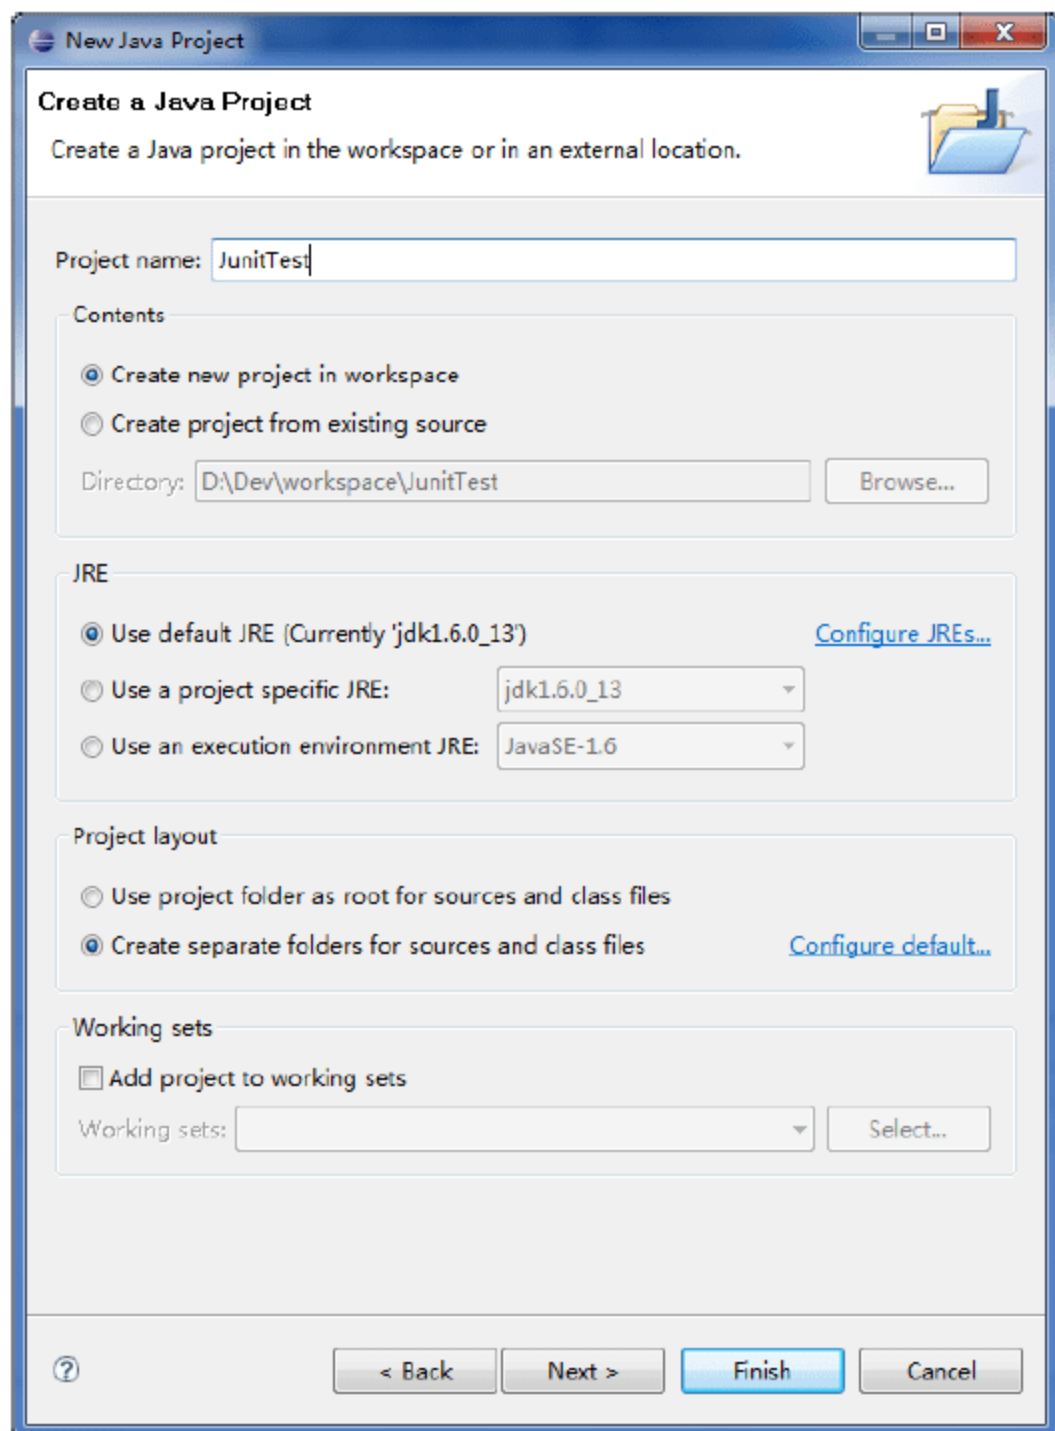 New Java Project
Create a Java Project
Create a Java project in the workspace or in an external location.
Project name: JunitTest
Contents
Create new project in workspace
Create project from existing source
Directory: D:\Dev\workspace\JunitTest Browse...
JRE
Use default JRE (Currently 'jdk1.6.0_13') Configure JREs...
Use a project specific JRE: jdk1.6.0_13
Use an execution environment JRE: JavaSE-1.6
Project layout
Use project folder as root for sources and class files
Create separate folders for sources and class files Configure default...
Working sets
Add project to working sets
Working sets: Select...
? < Back Next > Finish Cancel